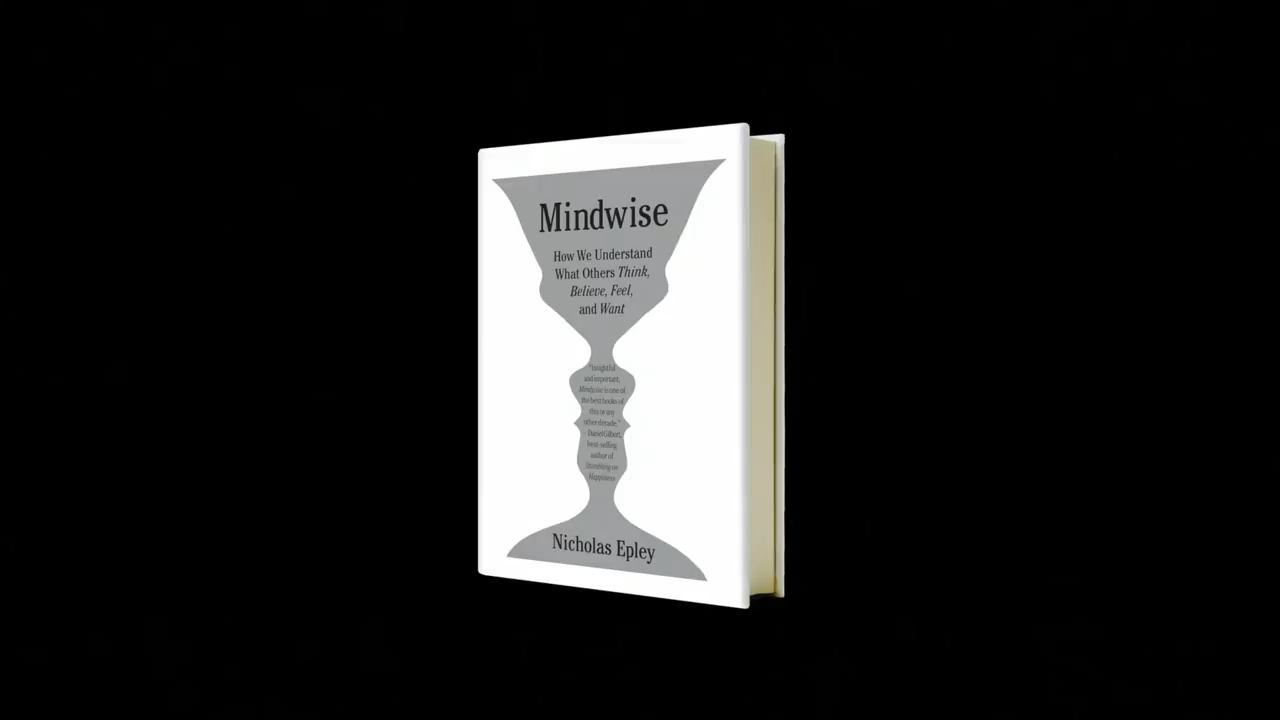 Mindwise
How We Understand
What Others Think,
Believe, Feel,
and Want
"Insightful
and important,
Mindwise is one of
the best books of
this or any
other decade."
—Daniel Gilbert,
best-selling
author of
Stumbling on
Happiness
Nicholas Epley